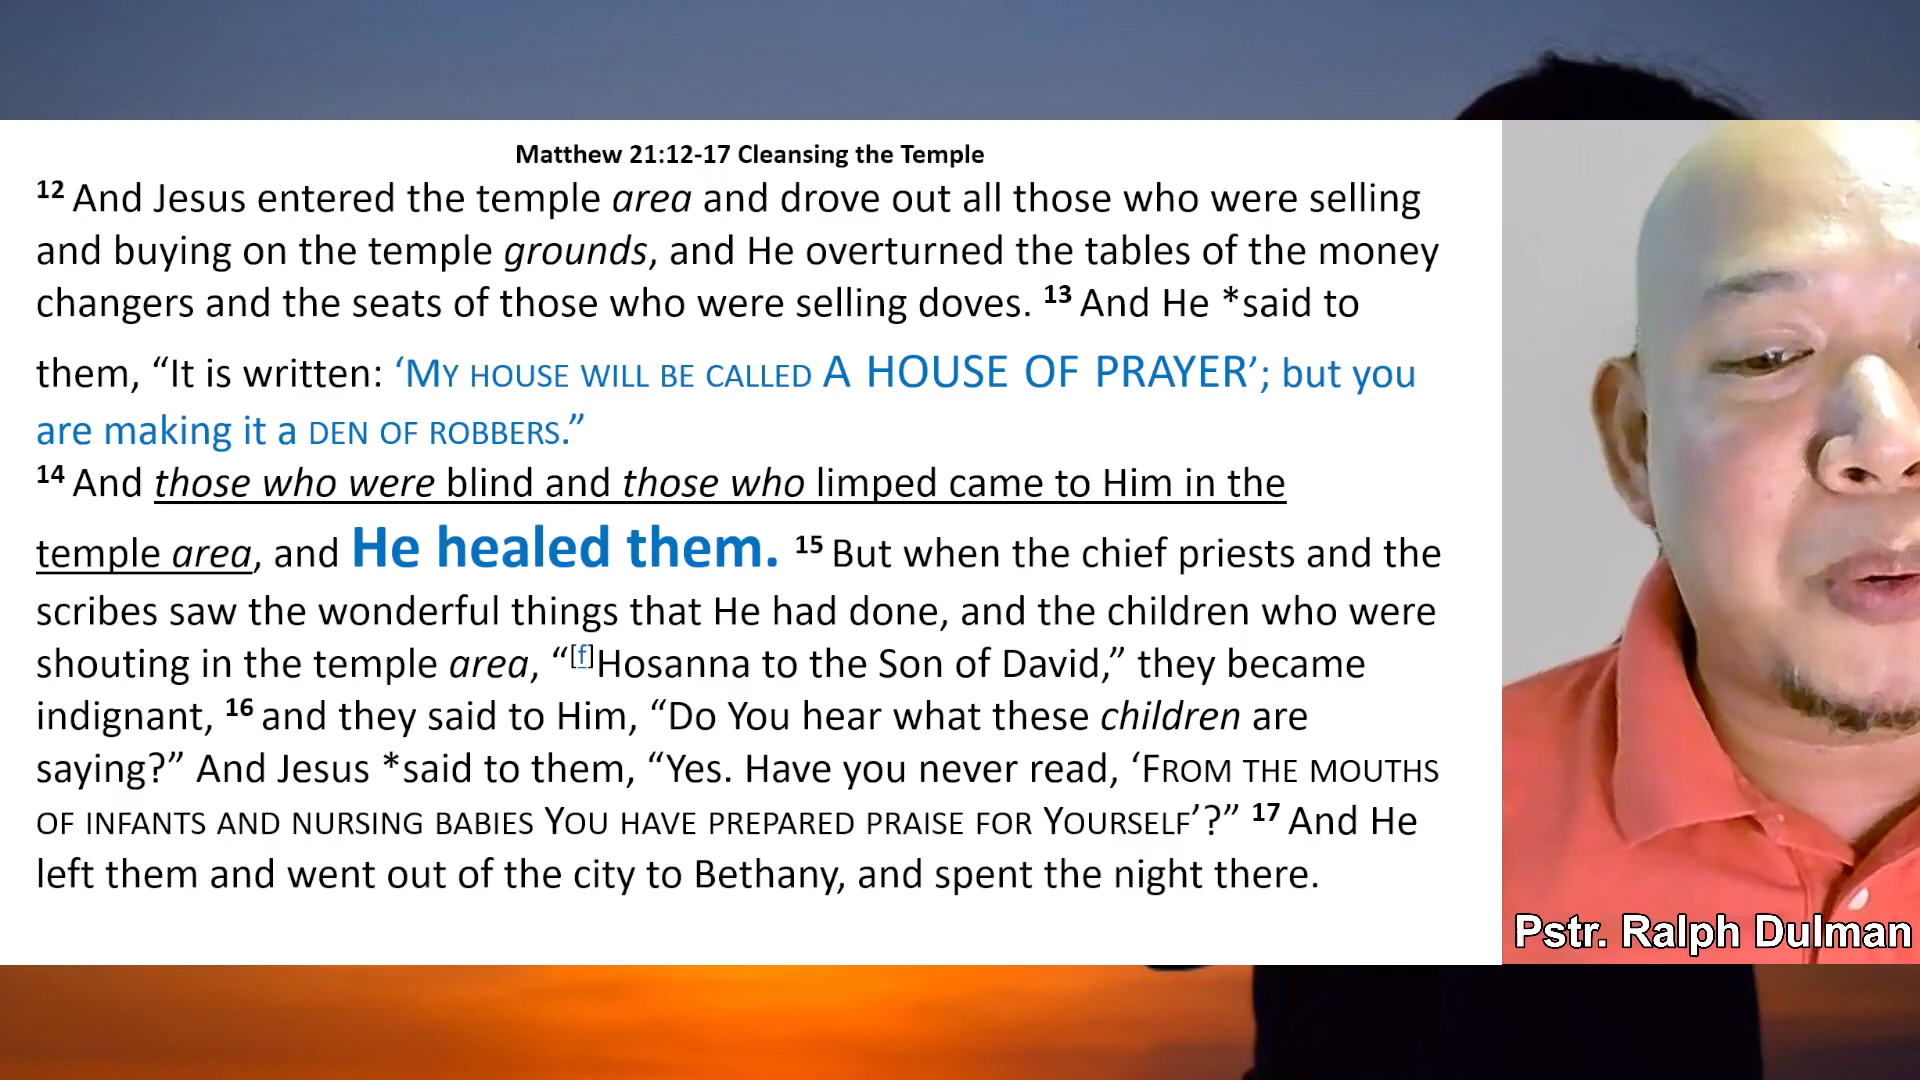 Matthew 21:12-17 Cleansing the Temple
12 And Jesus entered the temple area and drove out all those who were selling
and buying on the temple grounds, and He overturned the tables of the money
changers and the seats of those who were selling doves. 13 And He *said to
them, “It is written: ‘MY HOUSE WILL BE CALLED A HOUSE OF PRAYER’; but you
are making it a DEN OF ROBBERS.”
14 And those who were blind and those who limped came to Him in the
temple area, and He healed them. 15 But when the chief priests and the
scribes saw the wonderful things that He had done, and the children who were
shouting in the temple area, “[f]Hosanna to the Son of David,” they became
indignant, 16 and they said to Him, “Do You hear what these children are
saying?” And Jesus *said to them, “Yes. Have you never read, ‘FROM THE MOUTHS
OF INFANTS AND NURSING BABIES YOU HAVE PREPARED PRAISE FOR YOURSELF’?” 17 And He
left them and went out of the city to Bethany, and spent the night there.
Pstr. Ralph Dulman